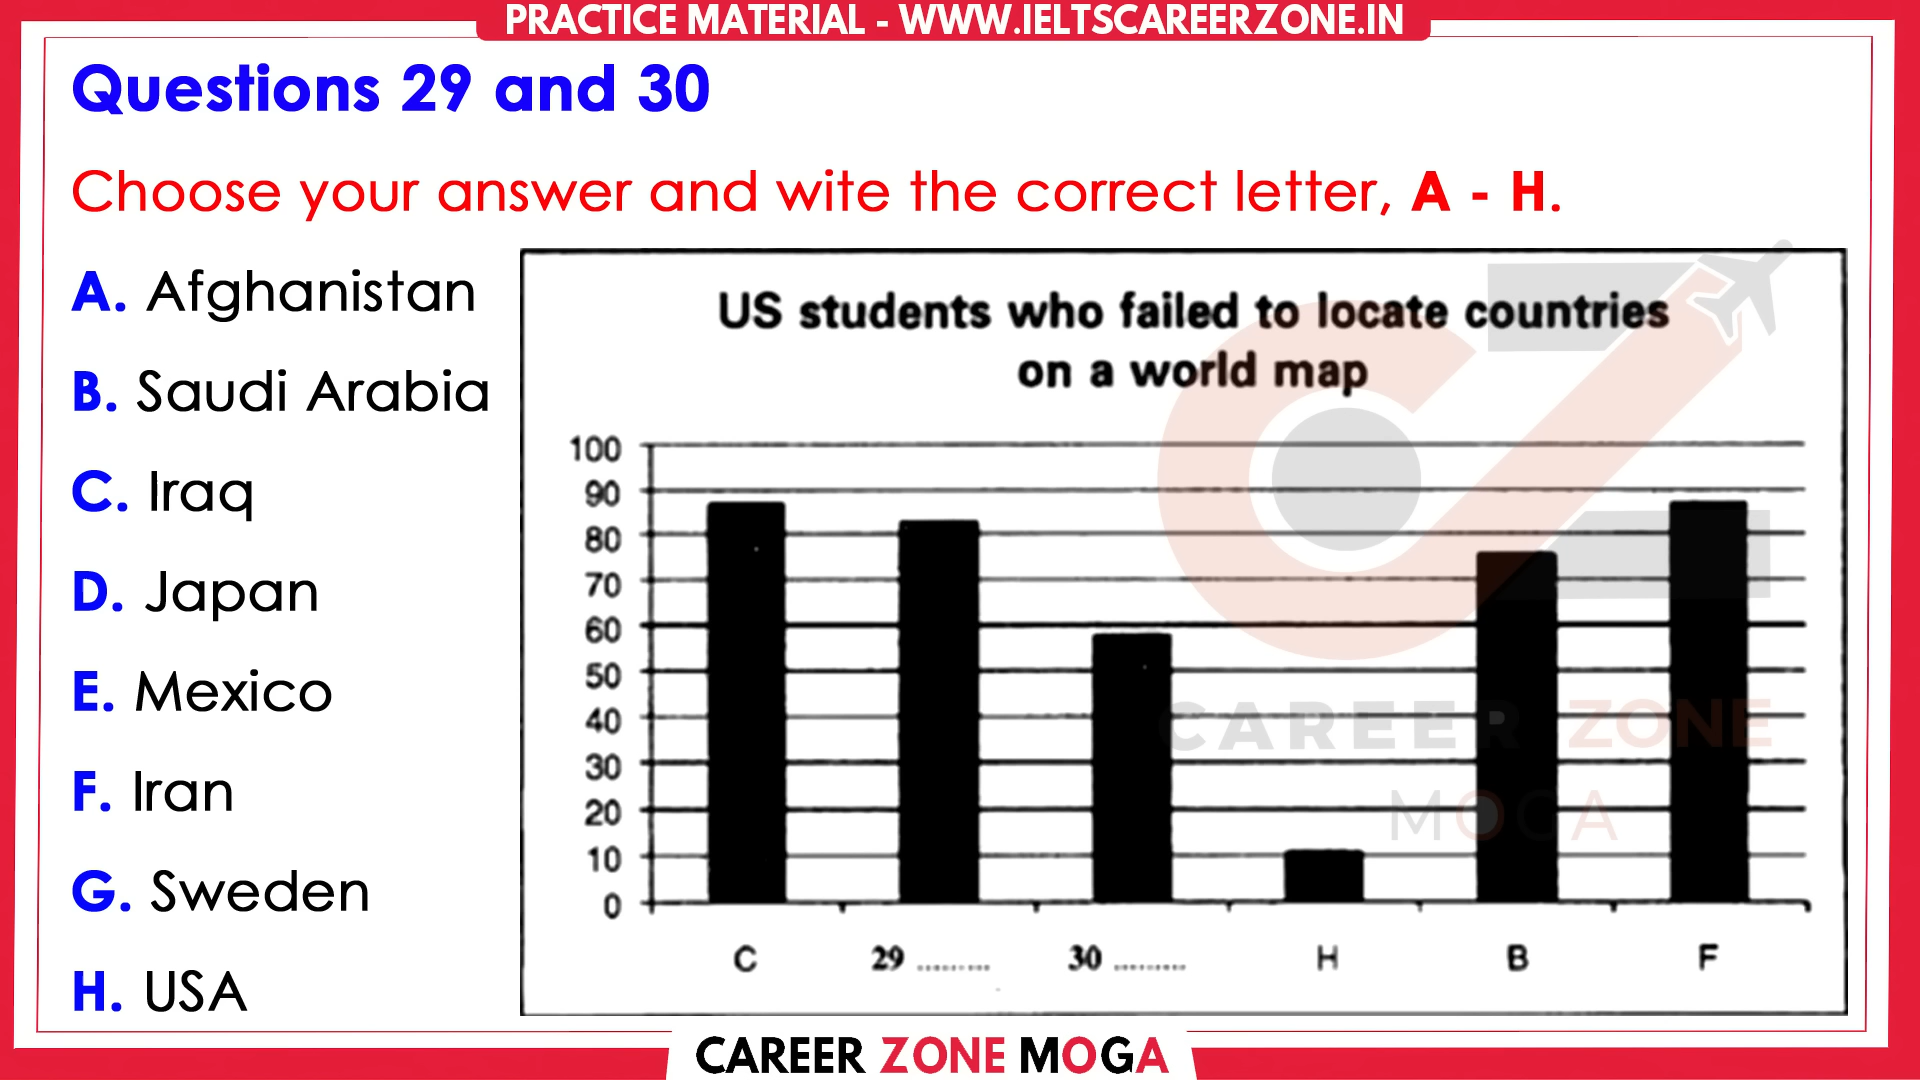 PRACTICE MATERIAL - WWW.IELTSCAREERZONE.IN
Questions 29 and 30
Choose your answer and wite the correct letter, A - H.
A. Afghanistan
B. Saudi Arabia
C. Iraq
D. Japan
E. Mexico
F. Iran
G. Sweden
H. USA
US students who failed to locate countries
on a world map
100
90
80
70
60
50
40
30
20
10
0
C 29 ......... 30 ......... H B F
CAREER ZONE
MOGA
CAREER ZONE MOGA